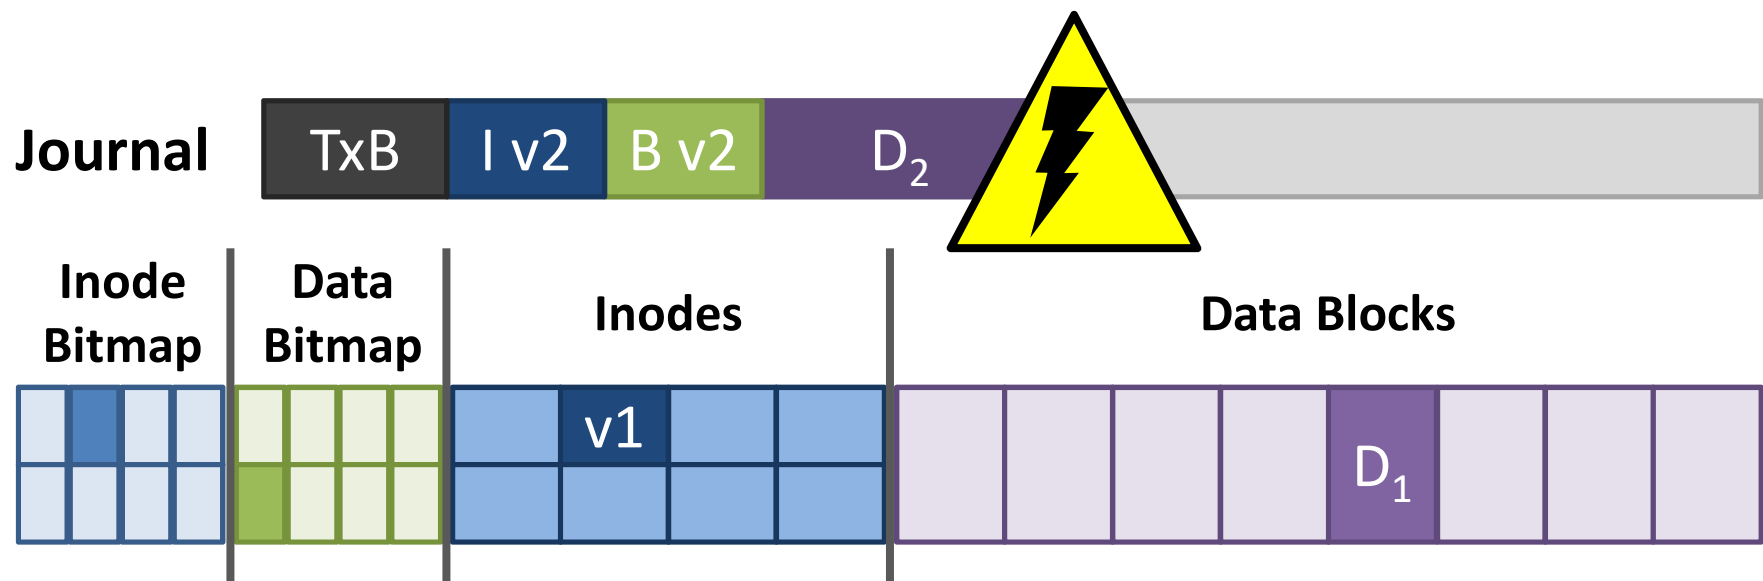 Journal TxB I v2 B v2 D₂
Inode Data Inodes Data Blocks
Bitmap Bitmap
v1
D₁